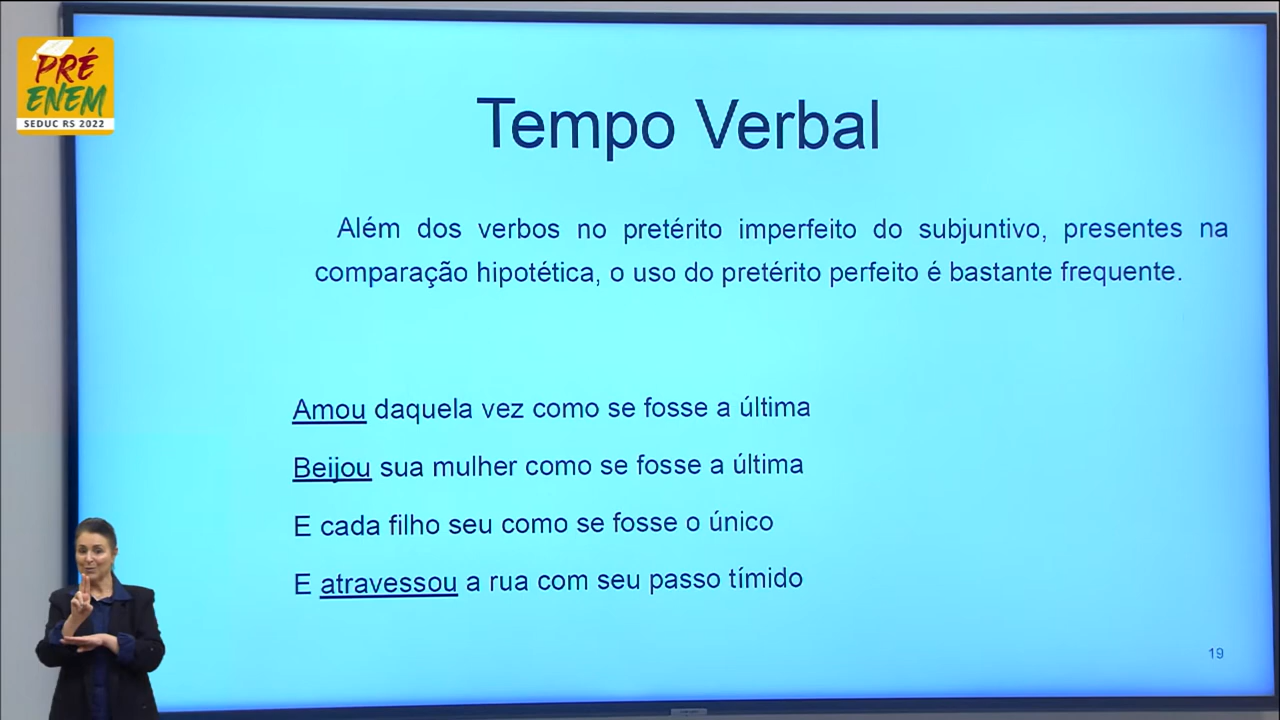 PRÉ
ENEM
SEDUC RS 2022
Tempo Verbal
Além dos verbos no pretérito imperfeito do subjuntivo, presentes na
comparação hipotética, o uso do pretérito perfeito é bastante frequente.
Amou daquela vez como se fosse a última
Beijou sua mulher como se fosse a última
E cada filho seu como se fosse o único
E atravessou a rua com seu passo tímido
19